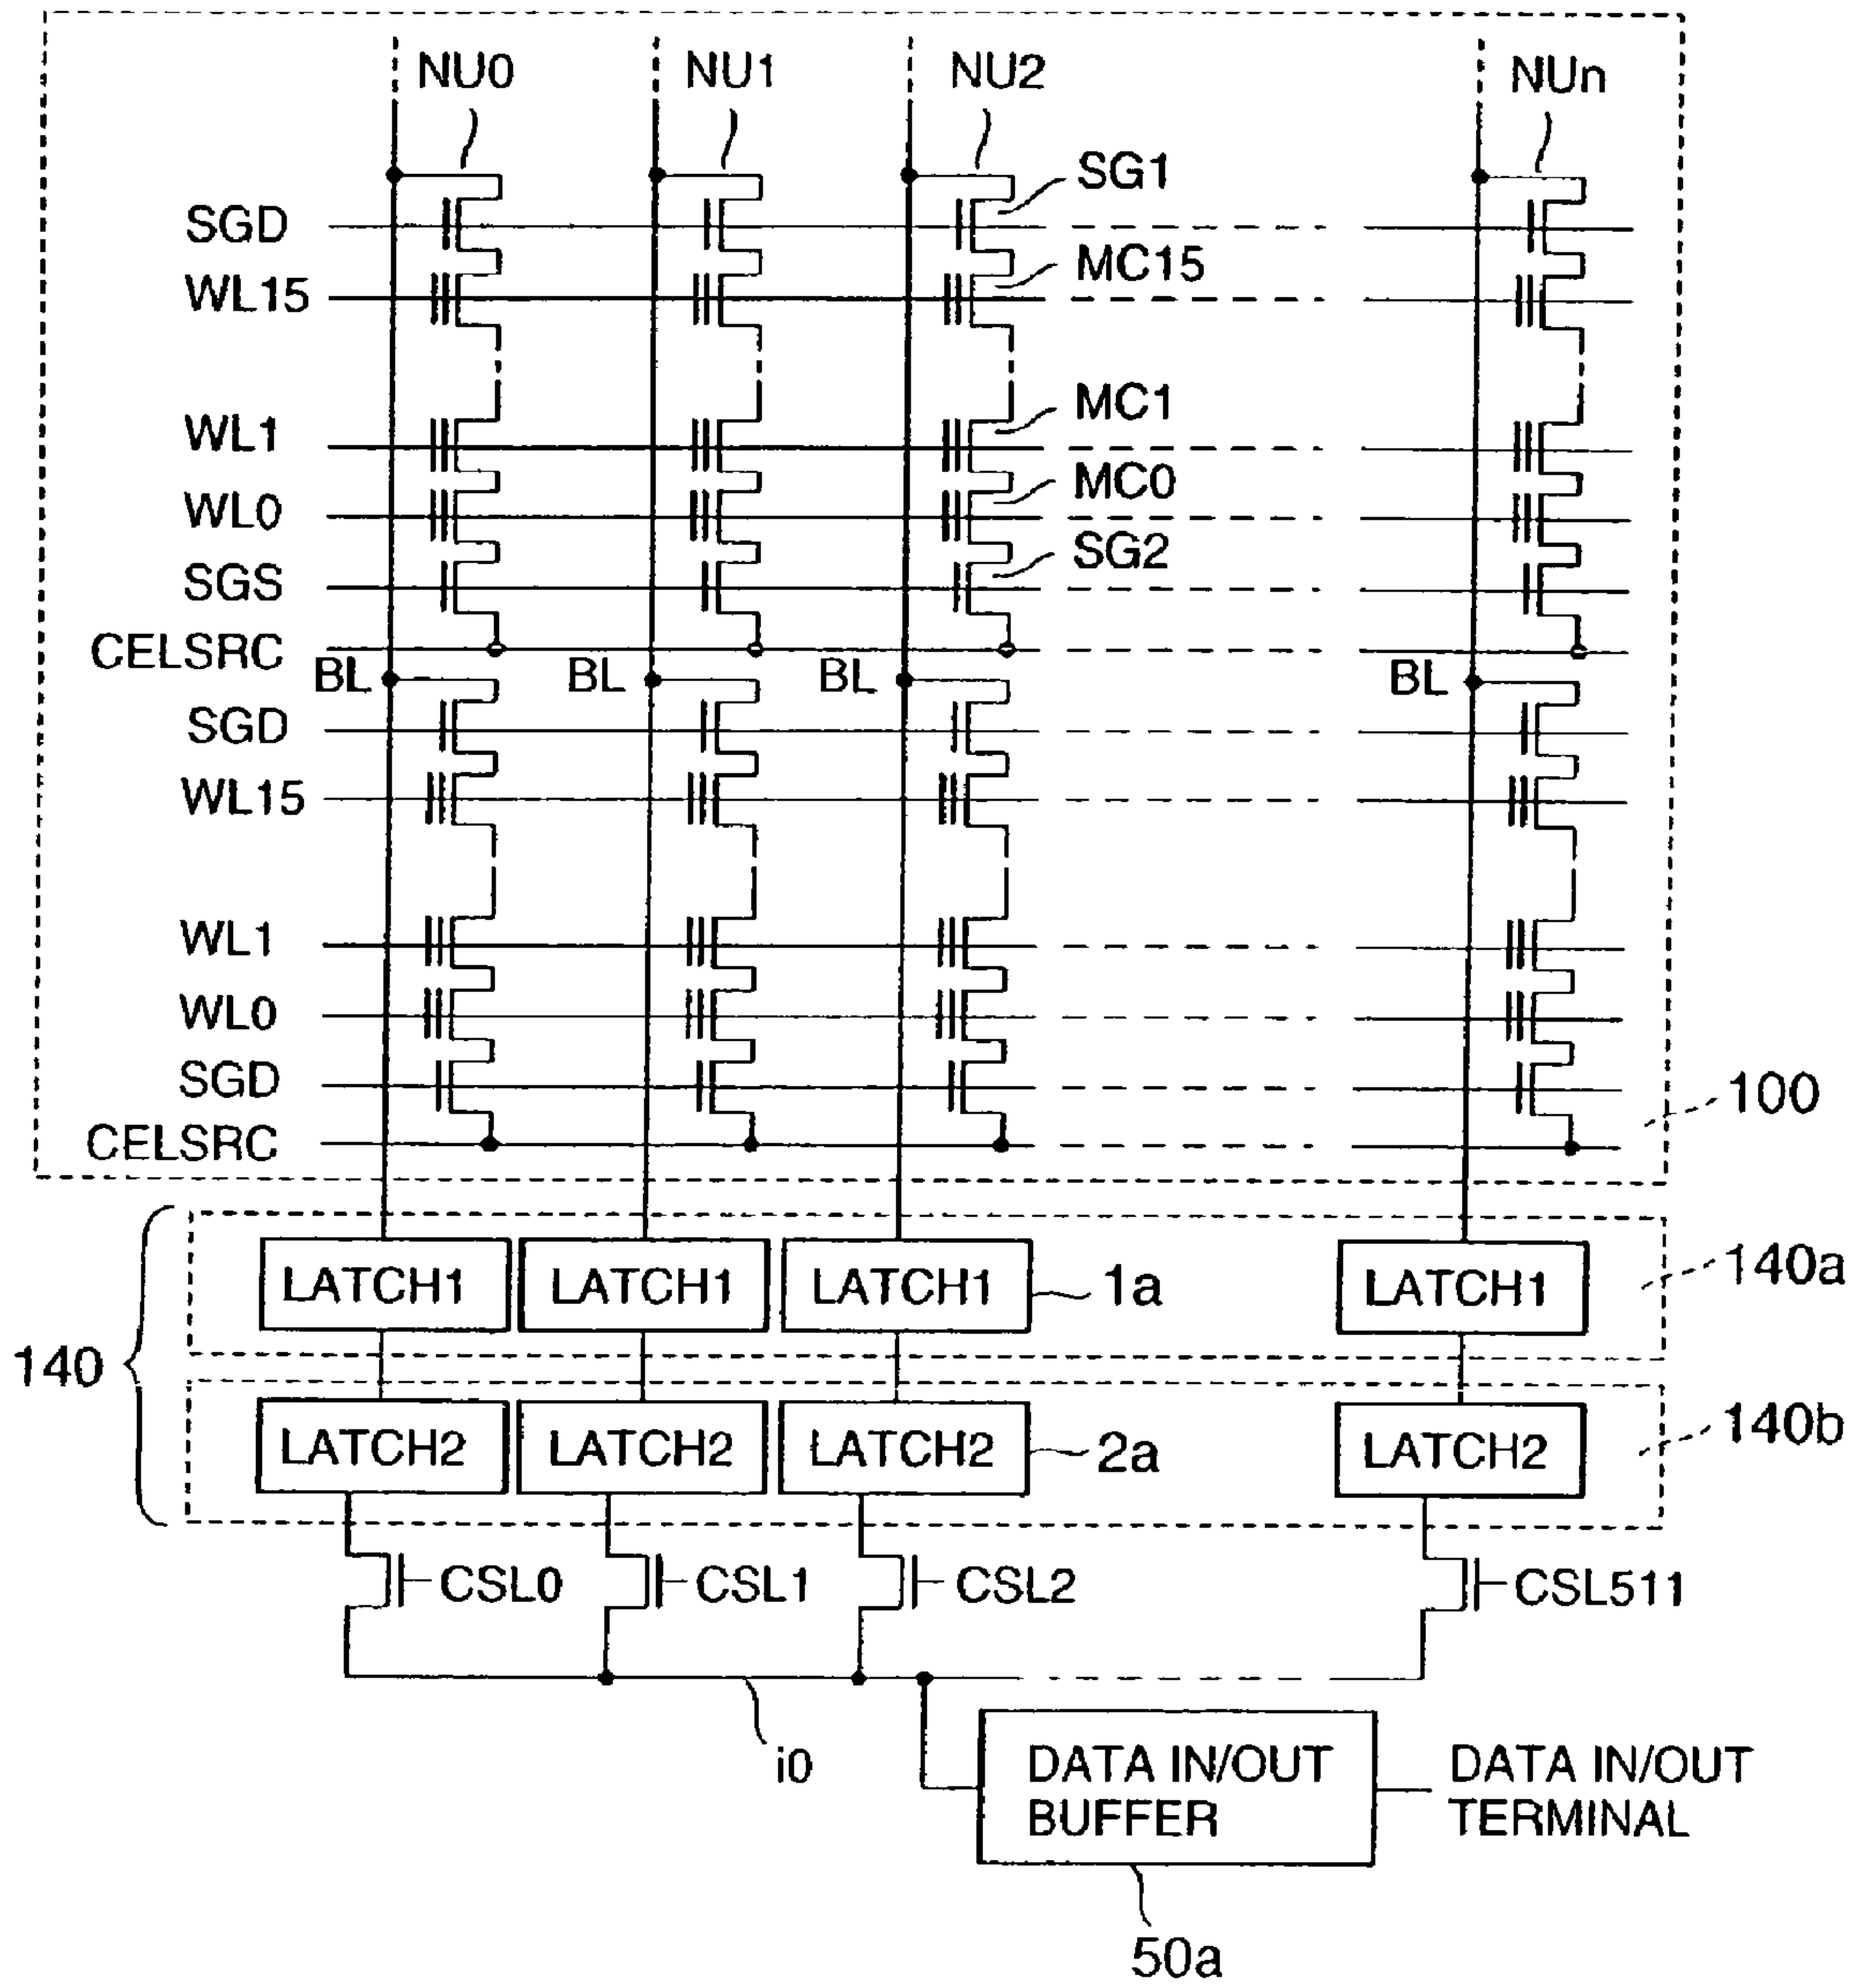 NU0 NU1 NU2 NUn
SG1
SGD
MC15
WL15
MC1
WL1
MC0
WL0
SG2
SGS
CELSRC
BL BL BL BL
SGD
WL15
WL1
WL0
SGD
100
CELSRC
140a
LATCH1 LATCH1 LATCH1 1a LATCH1
140
140b
LATCH2 LATCH2 LATCH2 2a LATCH2
CSL0 CSL1 CSL2 CSL511
i0
DATA IN/OUT
BUFFER
DATA IN/OUT
TERMINAL
50a